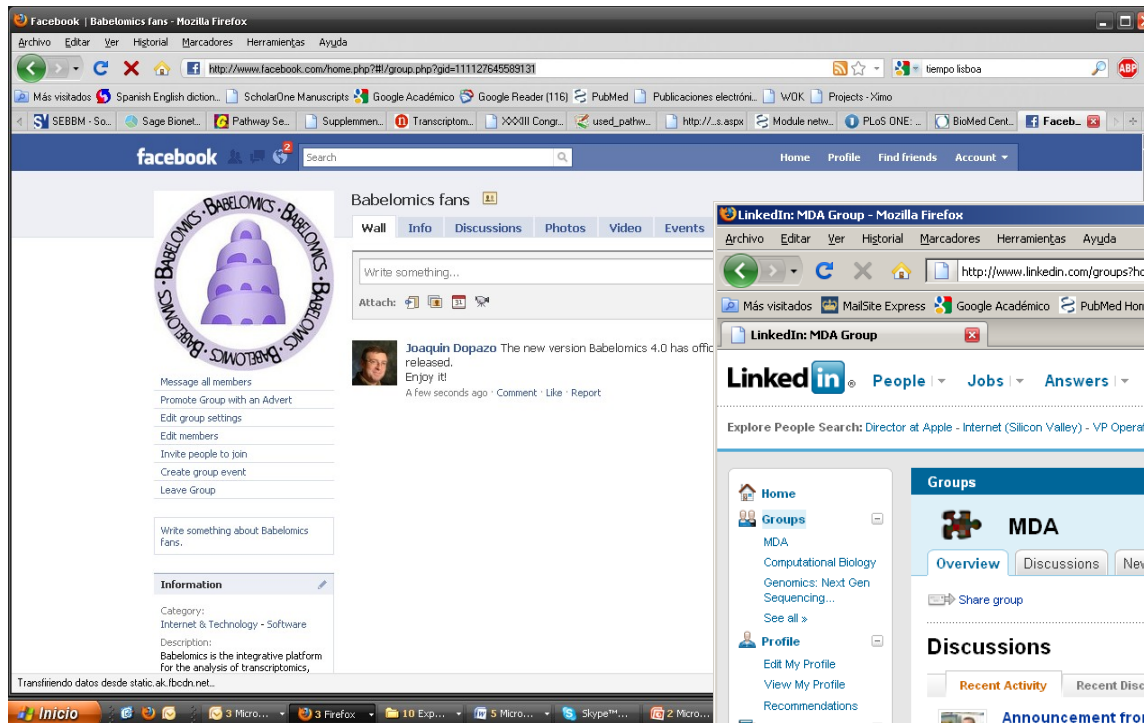 Facebook | Babelomics fans - Mozilla Firefox
Archivo Editar Ver Historial Marcadores Herramientas Ayuda
http://www.facebook.com/home.php?#!/group.php?gid=111127645589131
tiempo lisboa
ABP
Más visitados Spanish English diction... ScholarOne Manuscripts Google Académico Google Reader (116) PubMed Publicaciones electróni... WOK Projects - Ximo
SEBBM - So... Sage Bionet... Pathway Se... Supplemmen... Transcriptom... XXXIII Congr... used_pathw... http://..s.aspx Module netw... PLoS ONE: ... BioMed Cent... Faceb...
facebook 2 Search Home Profile Find friends Account
BABELOMICS · BABELOMICS · BABELOMICS · BABELOMICS ·
Babelomics fans
Wall Info Discussions Photos Video Events
Write something...
Attach: 31
Joaquin Dopazo The new version Babelomics 4.0 has offic
released.
Enjoy it!
A few seconds ago · Comment · Like · Report
Message all members
Promote Group with an Advert
Edit group settings
Edit members
Invite people to join
Create group event
Leave Group
Write something about Babelomics
fans.
Information
Category:
Internet & Technology - Software
Description:
Babelomics is the integrative platform
for the analysis of transcriptomics,
Transfiriendo datos desde static.ak.fbcdn.net...
LinkedIn: MDA Group - Mozilla Firefox
Archivo Editar Ver Historial Marcadores Herramientas Ayuda
http://www.linkedin.com/groups?ho
Más visitados MailSite Express Google Académico PubMed Hom
LinkedIn: MDA Group
Linked in ® People Jobs Answers
Explore People Search: Director at Apple - Internet (Silicon Valley) - VP Operat
Home
Groups
MDA
Computational Biology
Genomics: Next Gen
Sequencing...
See all »
Profile
Edit My Profile
View My Profile
Recommendations
Groups
MDA
Overview Discussions New
Share group
Discussions
Recent Activity Recent Disc
Announcement from
Inicio 3 Micro... 3 Firefox 10 Exp... 5 Micro... Skype™... 2 Micro...